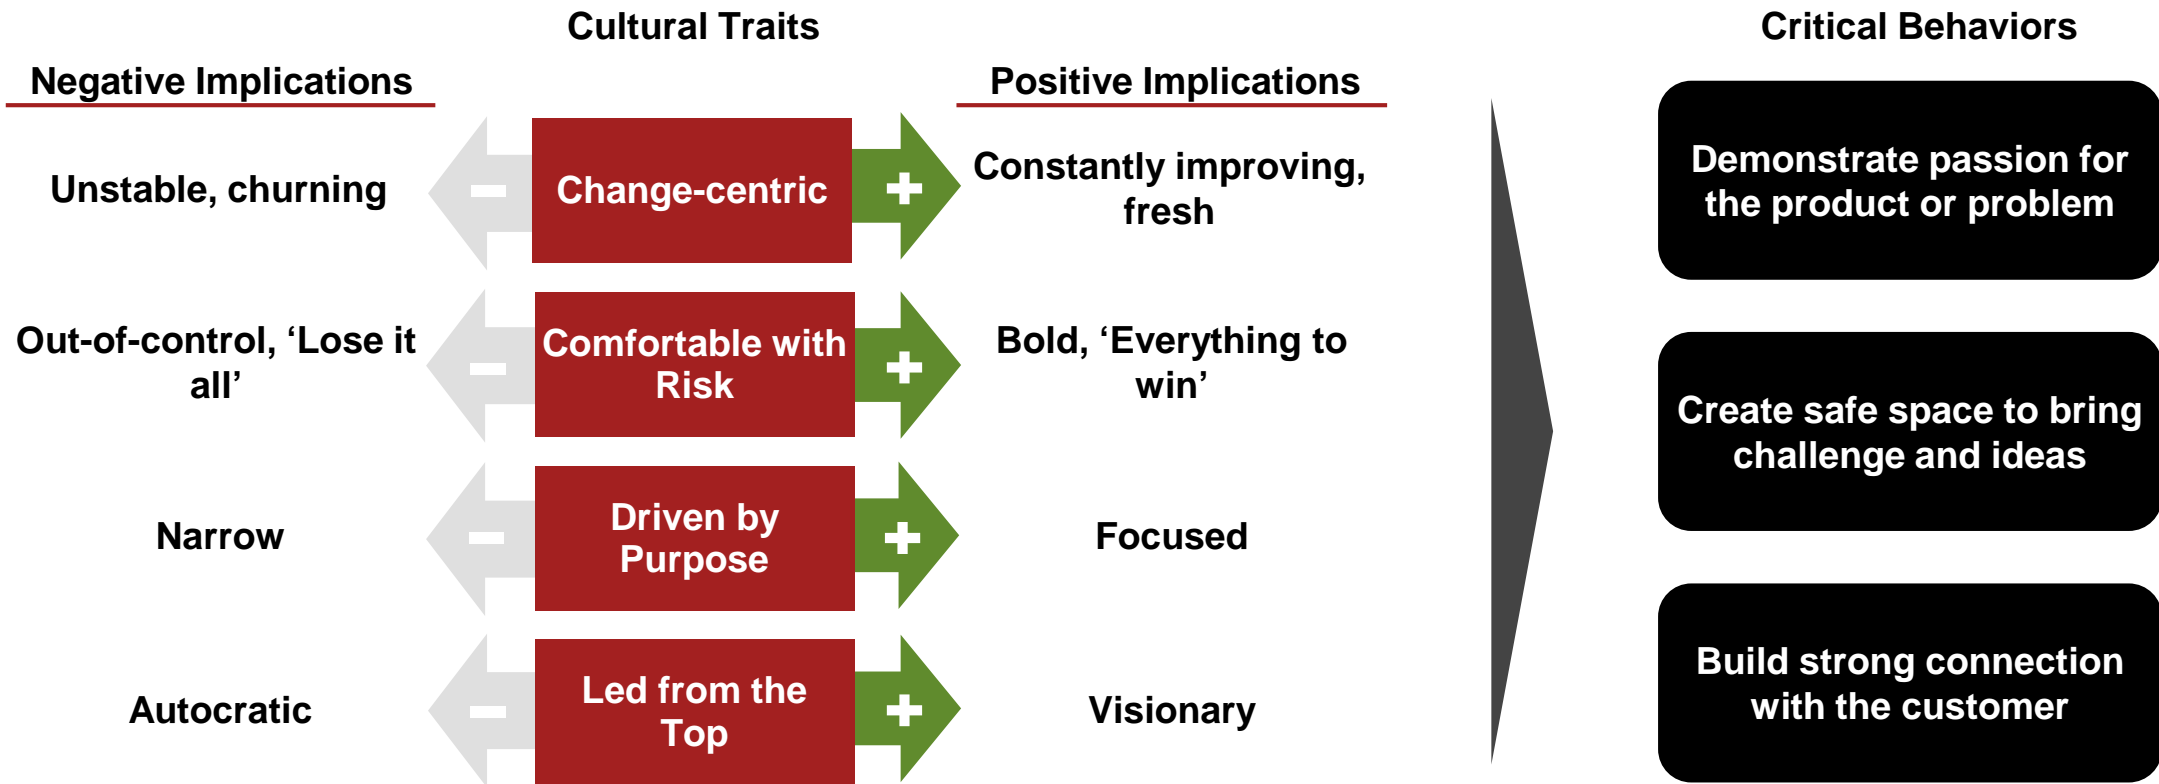 Cultural Traits
Critical Behaviors
Negative Implications
Positive Implications
Unstable, churning
Change-centric
Constantly improving,
fresh
Out-of-control, ‘Lose it
all’
Comfortable with
Risk
Bold, ‘Everything to
win’
Narrow
Driven by
Purpose
Focused
Autocratic
Led from the
Top
Visionary
Demonstrate passion for
the product or problem
Create safe space to bring
challenge and ideas
Build strong connection
with the customer